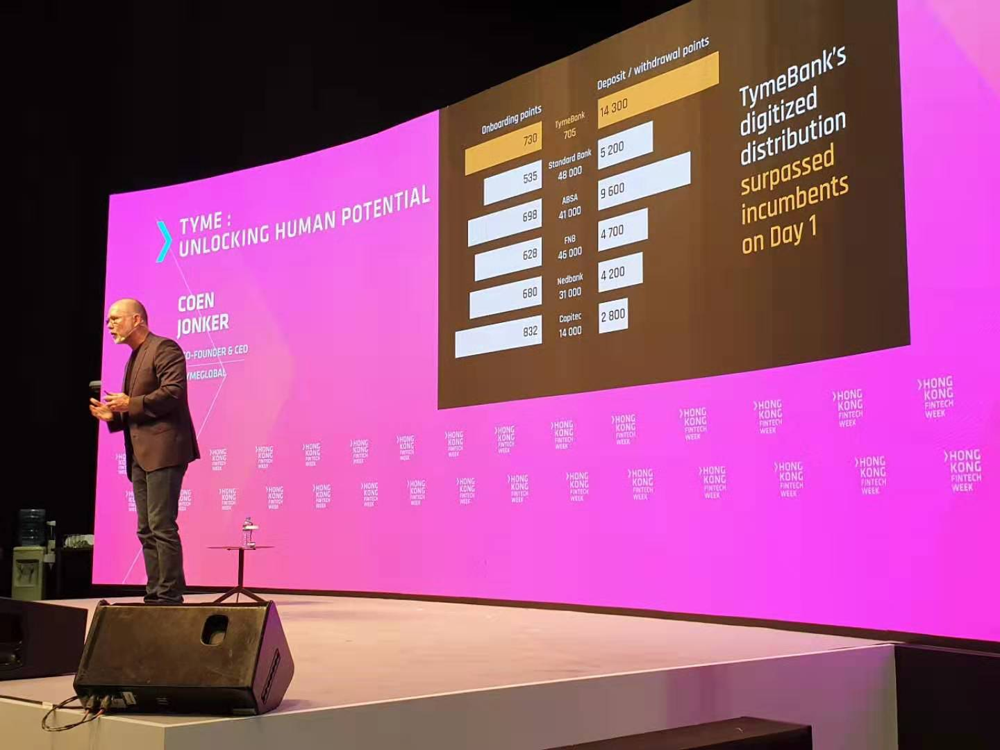 TYME :
UNLOCKING HUMAN POTENTIAL
COEN
JONKER
O-FOUNDER & CEO
YMEGLOBAL
Onboarding points
Deposit / withdrawal points
730
TymeBank
705
14 300
535
Standard Bank
48 000
5 200
698
ABSA
41 000
9 600
628
FNB
46 000
4 700
680
Nedbank
31 000
4 200
832
Capitec
14 000
2 800
TymeBank's
digitized
distribution
surpassed
incumbents
on Day 1
HONG
KONG
FINTECH
WEEK